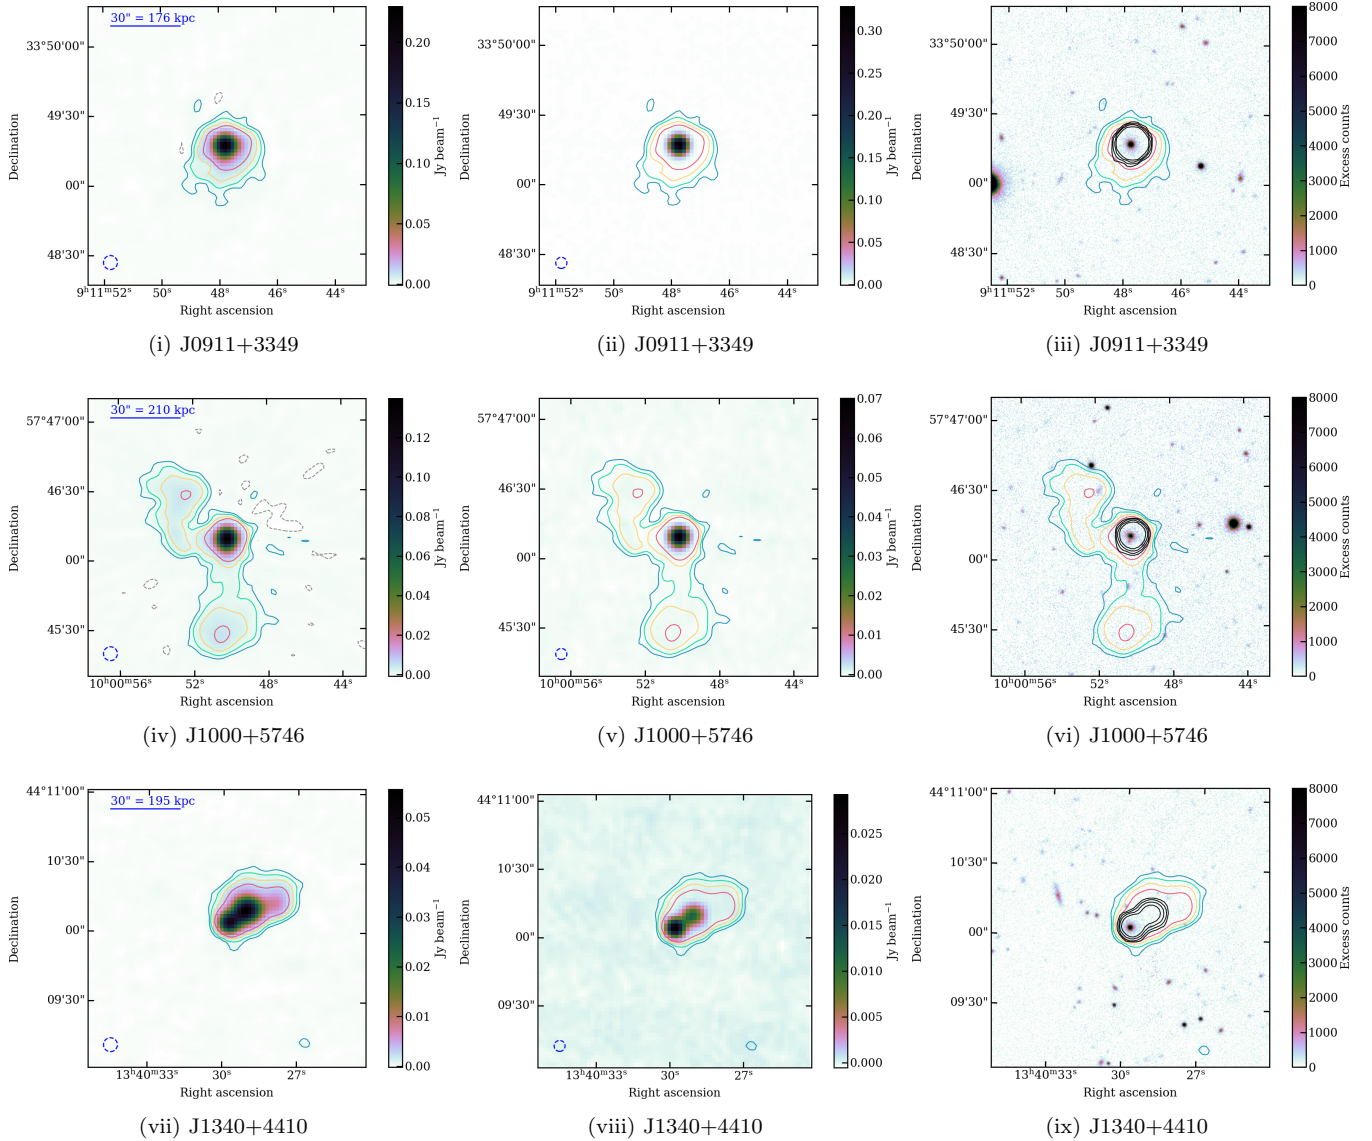 30" = 176 kpc
33°50'00"
49'30"
00"
48'30"
Declination
9ʰ11ᵐ52ˢ 50ˢ 48ˢ 46ˢ 44ˢ
Right ascension
0.20
0.15
0.10
0.05
0.00
Jy beam⁻¹
(i) J0911+3349
33°50'00"
49'30"
00"
48'30"
Declination
9ʰ11ᵐ52ˢ 50ˢ 48ˢ 46ˢ 44ˢ
Right ascension
0.30
0.25
0.20
0.15
0.10
0.05
0.00
Jy beam⁻¹
(ii) J0911+3349
33°50'00"
49'30"
00"
48'30"
Declination
9ʰ11ᵐ52ˢ 50ˢ 48ˢ 46ˢ 44ˢ
Right ascension
8000
7000
6000
5000
4000
3000
2000
1000
0
Excess counts
(iii) J0911+3349
30" = 210 kpc
57°47'00"
46'30"
00"
45'30"
Declination
10ʰ00ᵐ56ˢ 52ˢ 48ˢ 44ˢ
Right ascension
0.12
0.10
0.08
0.06
0.04
0.02
0.00
Jy beam⁻¹
(iv) J1000+5746
57°47'00"
46'30"
00"
45'30"
Declination
10ʰ00ᵐ56ˢ 52ˢ 48ˢ 44ˢ
Right ascension
0.07
0.06
0.05
0.04
0.03
0.02
0.01
0.00
Jy beam⁻¹
(v) J1000+5746
57°47'00"
46'30"
00"
45'30"
Declination
10ʰ00ᵐ56ˢ 52ˢ 48ˢ 44ˢ
Right ascension
8000
7000
6000
5000
4000
3000
2000
1000
0
Excess counts
(vi) J1000+5746
30" = 195 kpc
44°11'00"
10'30"
00"
09'30"
Declination
13ʰ40ᵐ33ˢ 30ˢ 27ˢ
Right ascension
0.05
0.04
0.03
0.02
0.01
0.00
Jy beam⁻¹
(vii) J1340+4410
44°11'00"
10'30"
00"
09'30"
Declination
13ʰ40ᵐ33ˢ 30ˢ 27ˢ
Right ascension
0.025
0.020
0.015
0.010
0.005
0.000
Jy beam⁻¹
(viii) J1340+4410
44°11'00"
10'30"
00"
09'30"
Declination
13ʰ40ᵐ33ˢ 30ˢ 27ˢ
Right ascension
8000
7000
6000
5000
4000
3000
2000
1000
0
Excess counts
(ix) J1340+4410